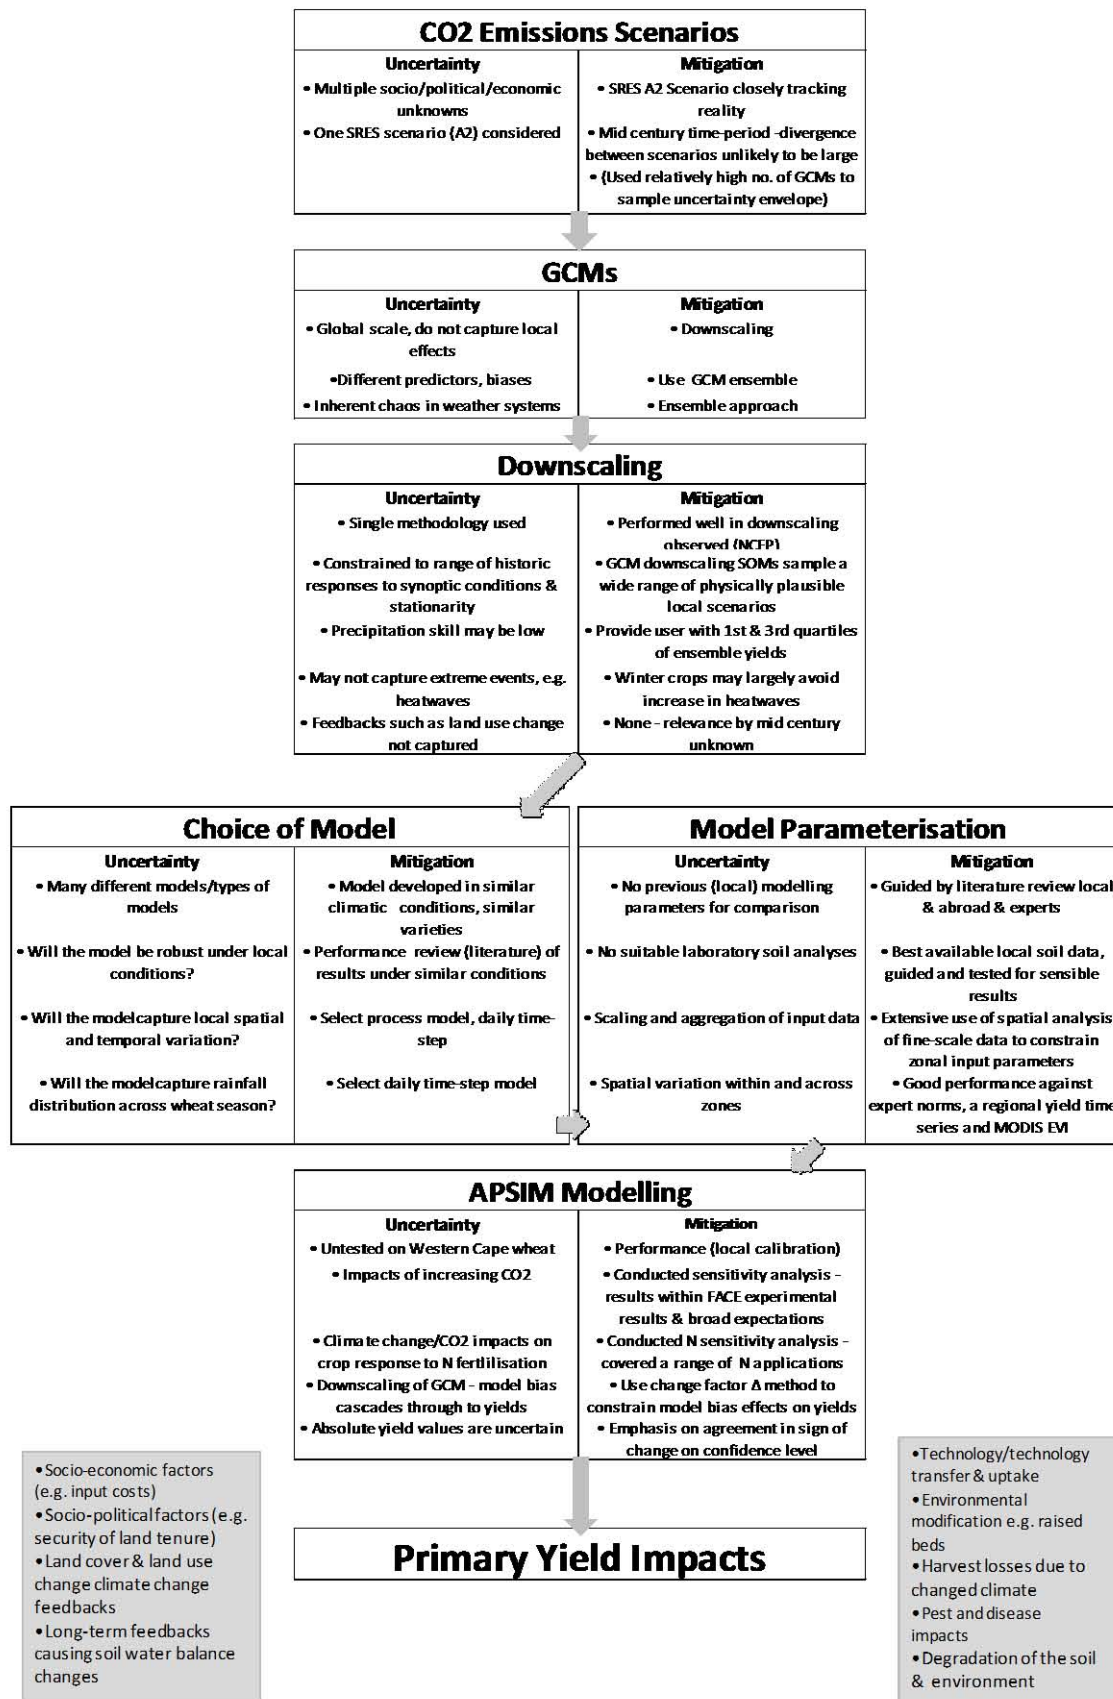 CO2 Emissions Scenarios
Uncertainty
• Multiple socio/political/economic
unknowns
• One SRES scenario (A2) considered
Mitigation
• SRES A2 Scenario closely tracking
reality
• Mid century time-period -divergence
between scenarios unlikely to be large
• (Used relatively high no. of GCMs to
sample uncertainty envelope)
GCMs
Uncertainty
• Global scale, do not capture local
effects
•Different predictors, biases
• Inherent chaos in weather systems
Mitigation
• Downscaling
• Use GCM ensemble
• Ensemble approach
Downscaling
Uncertainty
• Single methodology used
• Constrained to range of historic
responses to synoptic conditions &
stationarity
• Precipitation skill may be low
• May not capture extreme events, e.g.
heatwaves
• Feedbacks such as land use change
not captured
Mitigation
• Performed well in downscaling
observed (NCEP)
• GCM downscaling SOMs sample a
wide range of physically plausible
local scenarios
• Provide user with 1st & 3rd quartiles
of ensemble yields
• Winter crops may largely avoid
increase in heatwaves
• None - relevance by mid century
unknown
Choice of Model
Uncertainty
• Many different models/types of
models
• Will the model be robust under local
conditions?
• Will the modelcapture local spatial
and temporal variation?
• Will the modelcapture rainfall
distribution across wheat season?
Mitigation
• Model developed in similar
climatic conditions, similar
varieties
• Performance review (literature) of
results under similar conditions
• Select process model, daily time-
step
• Select daily time-step model
Model Parameterisation
Uncertainty
• No previous (local) modelling
parameters for comparison
• No suitable laboratory soil analyses
• Scaling and aggregation of input data
• Spatial variation within and across
zones
Mitigation
• Guided by literature review local
& abroad & experts
• Best available local soil data,
guided and tested for sensible
results
• Extensive use of spatial analysis
of fine-scale data to constrain
zonal input parameters
• Good performance against
expert norms, a regional yield time
series and MODIS EVI
APSIM Modelling
Uncertainty
• Untested on Western Cape wheat
• Impacts of increasing CO2
• Climate change/CO2 impacts on
crop response to N fertlilisation
• Downscaling of GCM - model bias
cascades through to yields
• Absolute yield values are uncertain
Mitigation
• Performance (local calibration)
• Conducted sensitivity analysis -
results within FACE experimental
results & broad expectations
• Conducted N sensitivity analysis -
covered a range of N applications
• Use change factor Δ method to
constrain model bias effects on yields
• Emphasis on agreement in sign of
change on confidence level
•Socio-economic factors
(e.g. input costs)
•Socio-political factors (e.g.
security of land tenure)
•Land cover & land use
change climate change
feedbacks
•Long-term feedbacks
causing soil water balance
changes
Primary Yield Impacts
•Technology/technology
transfer & uptake
•Environmental
modification e.g. raised
beds
•Harvest losses due to
changed climate
•Pest and disease
impacts
•Degradation of the soil
& environment